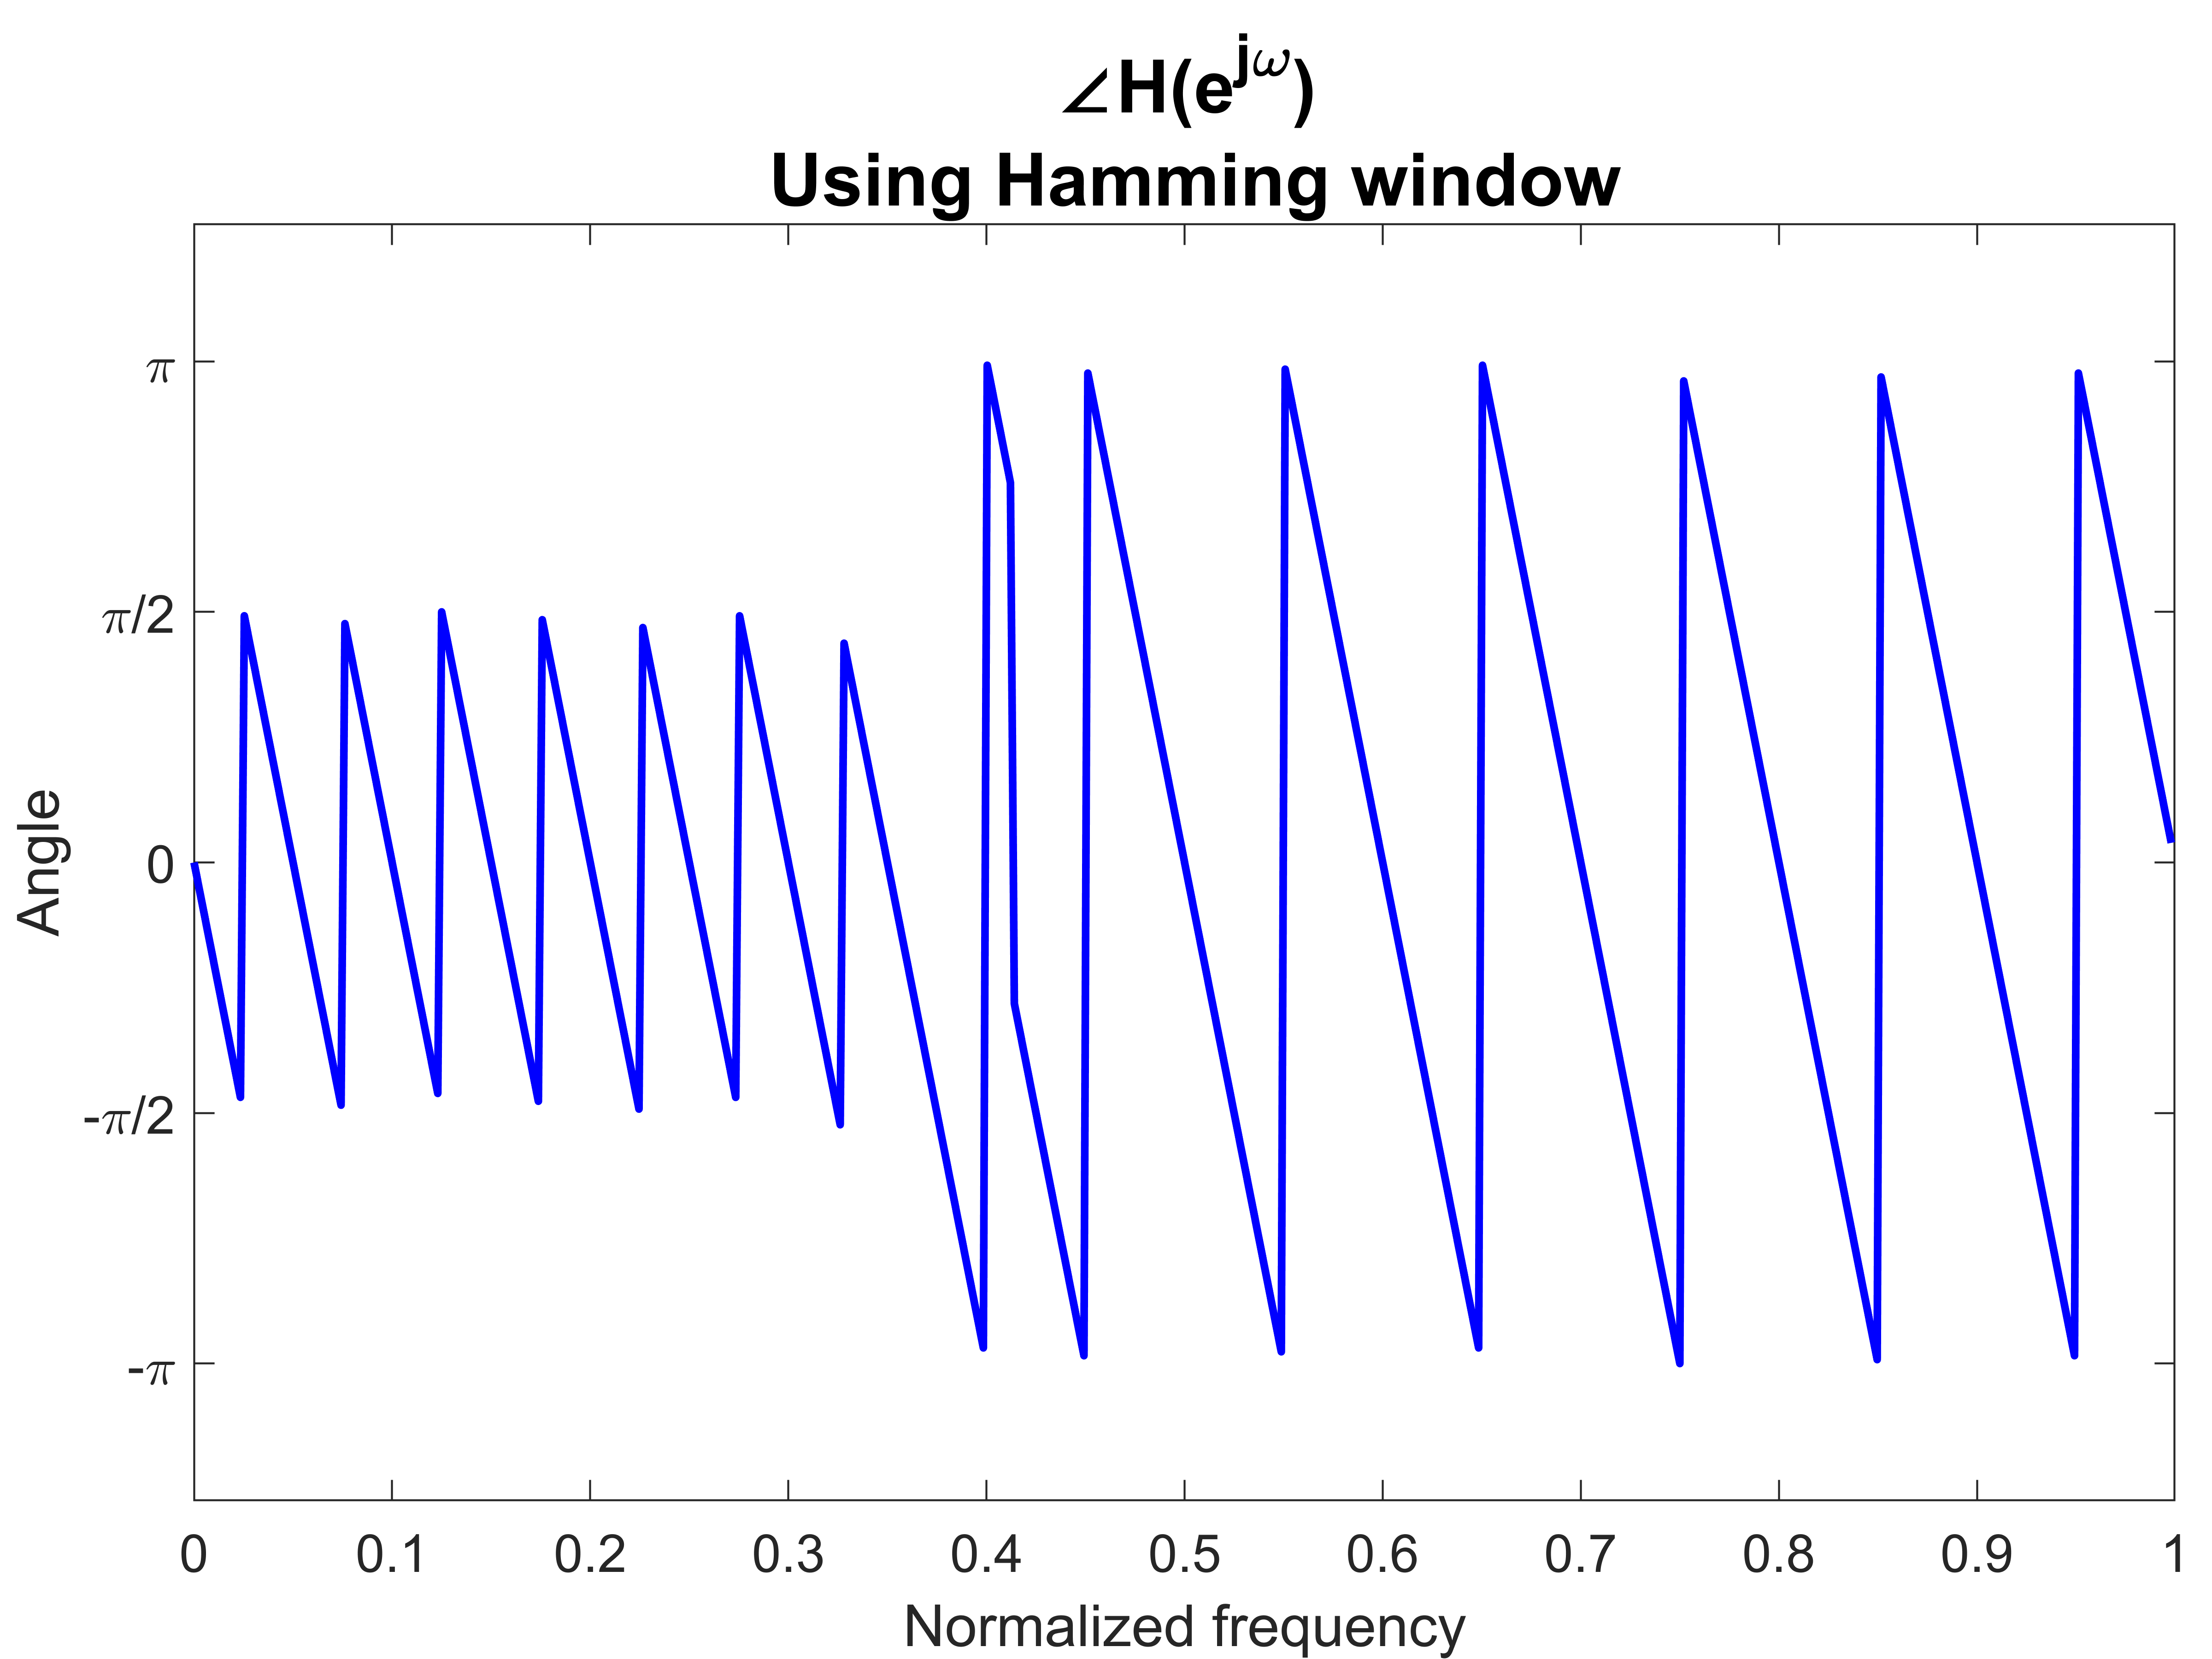 ∠H(e^{jω})
Using Hamming window
π
π/2
0
-π/2
-π
Angle
0 0.1 0.2 0.3 0.4 0.5 0.6 0.7 0.8 0.9 1
Normalized frequency